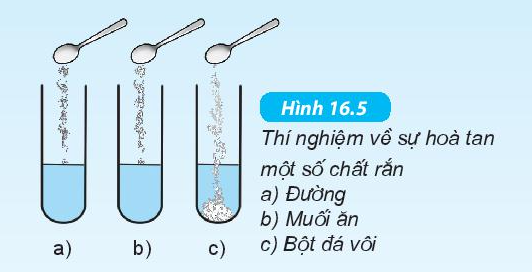 Hình 16.5
Thí nghiệm về sự hoà tan
một số chất rắn
a) Đường
b) Muối ăn
c) Bột đá vôi
a) b) c)